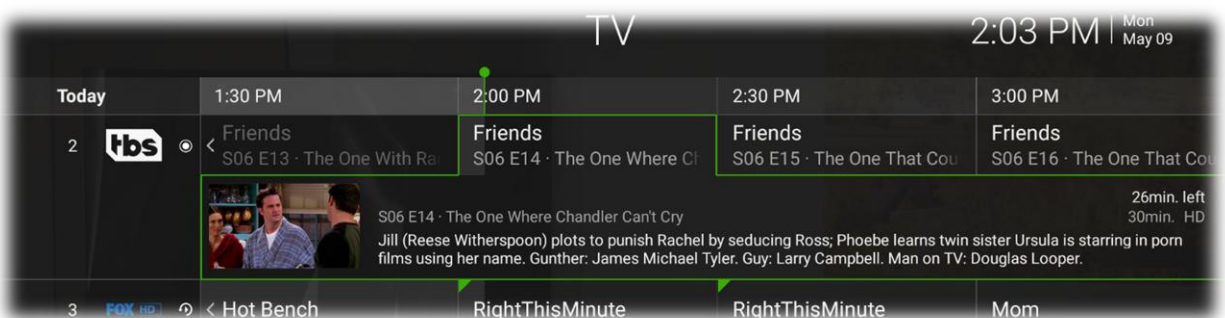 TV
2:03 PM
Mon
May 09
Today
1:30 PM
2:00 PM
2:30 PM
3:00 PM
2
tbs
Friends
S06 E13 · The One With Ra
Friends
S06 E14 · The One Where C
Friends
S06 E15 · The One That Cou
Friends
S06 E16 · The One That Cou
S06 E14 · The One Where Chandler Can't Cry
26min. left
30min. HD
Jill (Reese Witherspoon) plots to punish Rachel by seducing Ross; Phoebe learns twin sister Ursula is starring in porn
films using her name. Gunther: James Michael Tyler. Guy: Larry Campbell. Man on TV: Douglas Looper.
3
FOX HD
Hot Bench
RightThisMinute
RightThisMinute
Mom